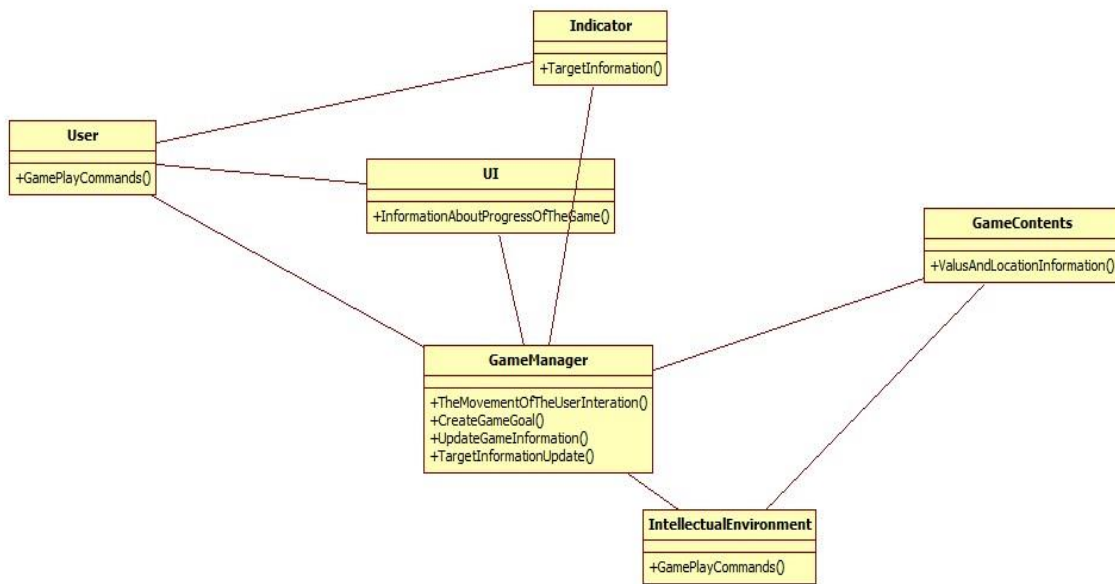 Indicator
+TargetInformation()
User
+GamePlayCommands()
UI
+InformationAboutProgressOfTheGame()
GameContents
+ValusAndLocationInformation()
GameManager
+TheMovementOfTheUserInteration()
+CreateGameGoal()
+UpdateGameInformation()
+TargetInformationUpdate()
IntellectualEnvironment
+GamePlayCommands()